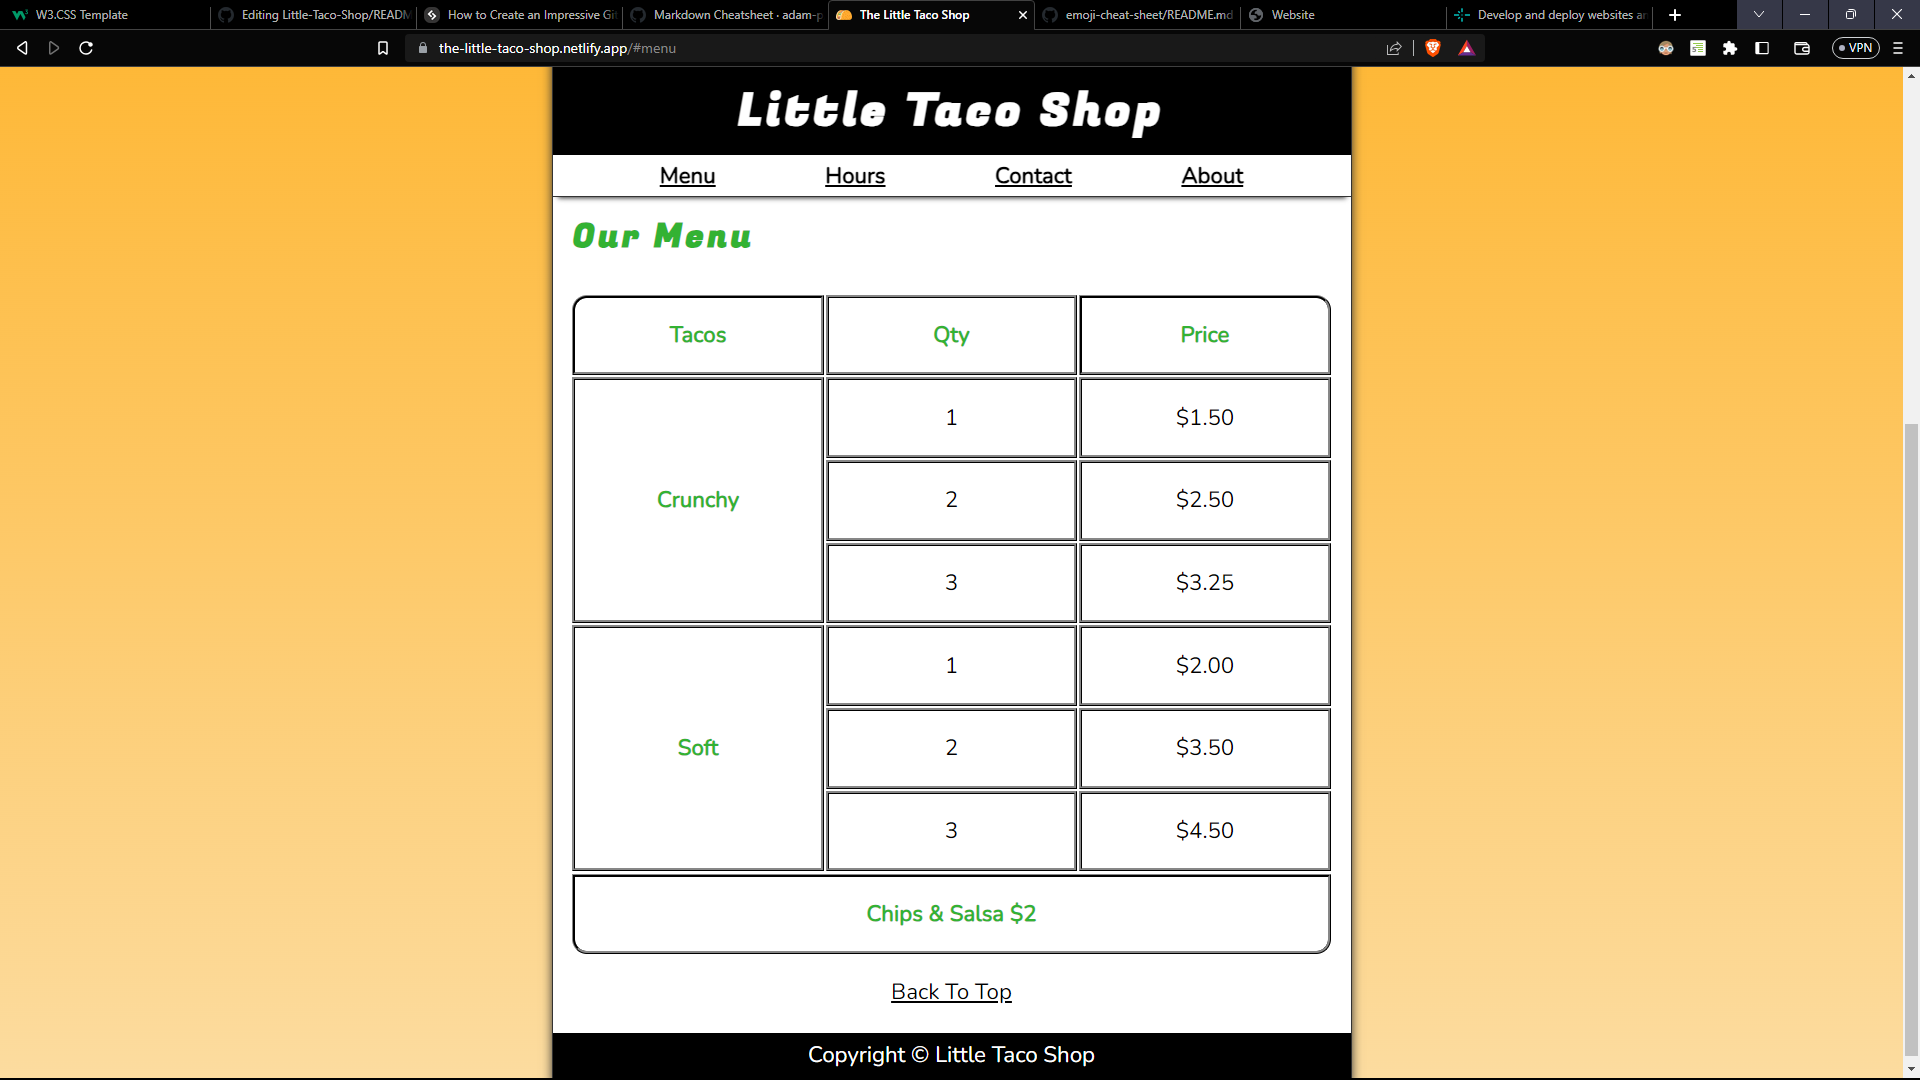 W3.CSS Template
Editing Little-Taco-Shop/READM
How to Create an Impressive Gi
Markdown Cheatsheet · adam-p
The Little Taco Shop
emoji-cheat-sheet/README.md
Website
Develop and deploy websites a
the-little-taco-shop.netlify.app/#menu
VPN
Little Taco Shop
Menu Hours Contact About
Our Menu
Tacos Qty Price
1 $1.50
Crunchy 2 $2.50
3 $3.25
1 $2.00
Soft 2 $3.50
3 $4.50
Chips & Salsa $2
Back To Top
Copyright © Little Taco Shop